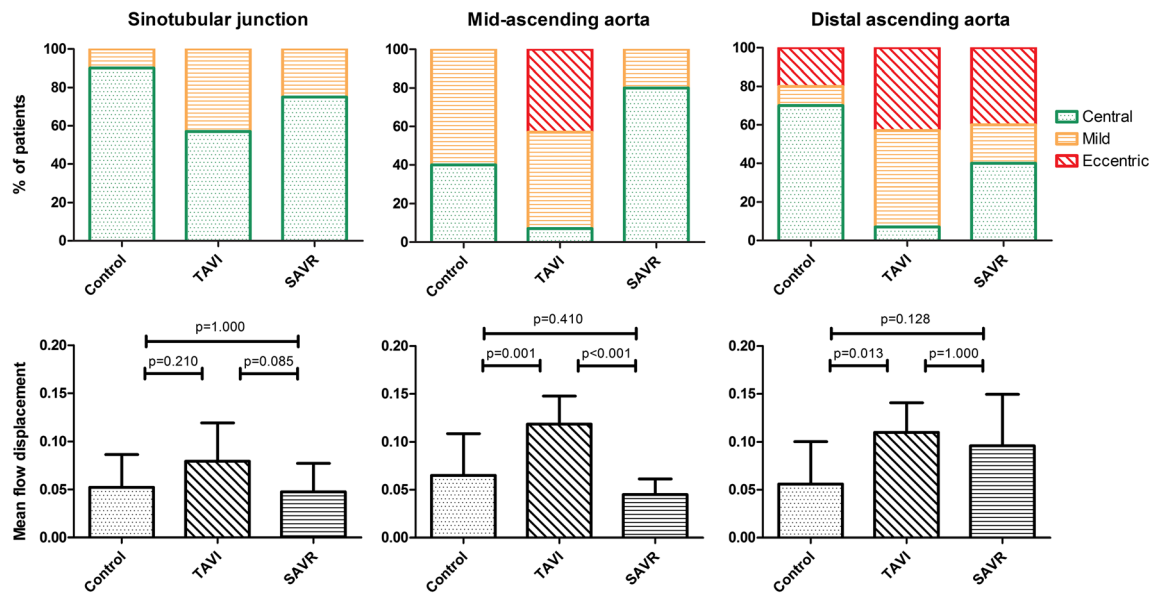 Sinotubular junction
Mid-ascending aorta
Distal ascending aorta
% of patients
100
80
60
40
20
0
Control
TAVI
SAVR
100
80
60
40
20
0
Control
TAVI
SAVR
100
80
60
40
20
0
Control
TAVI
SAVR
Central
Mild
Eccentric
Mean flow displacement
0.20
0.15
0.10
0.05
0.00
p=1.000
p=0.210
p=0.085
Control
TAVI
SAVR
0.20
0.15
0.10
0.05
0.00
p=0.410
p=0.001
p<0.001
Control
TAVI
SAVR
0.20
0.15
0.10
0.05
0.00
p=0.128
p=0.013
p=1.000
Control
TAVI
SAVR